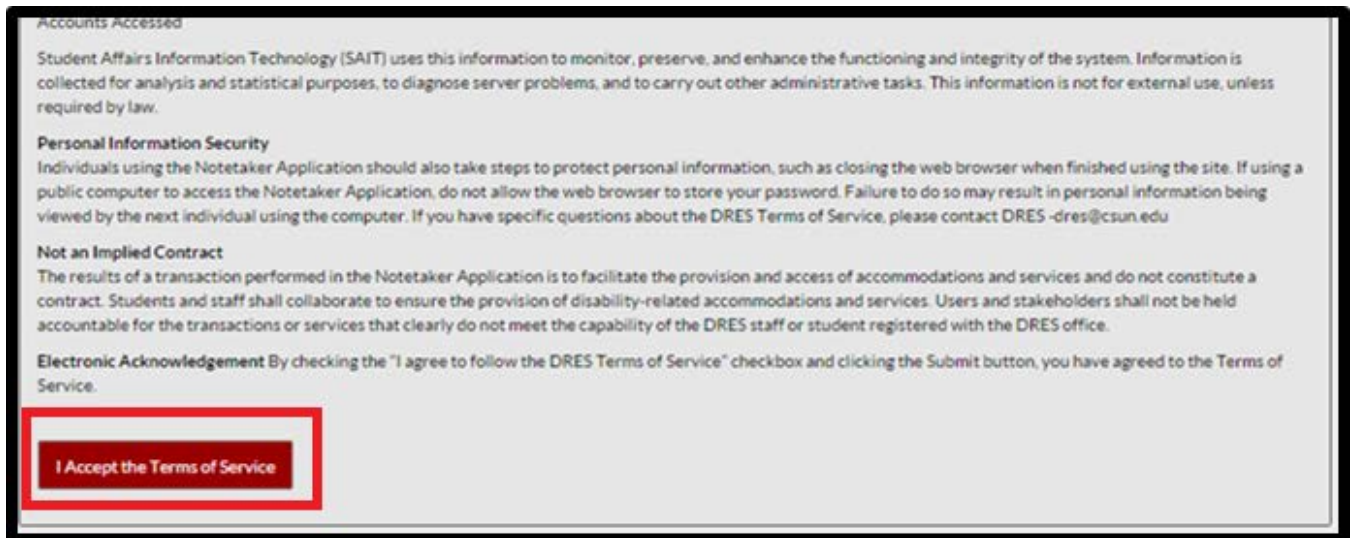 Accounts Accessed
Student Affairs Information Technology (SAIT) uses this information to monitor, preserve, and enhance the functioning and integrity of the system. Information is
collected for analysis and statistical purposes, to diagnose server problems, and to carry out other administrative tasks. This information is not for external use, unless
required by law.
Personal Information Security
Individuals using the Notetaker Application should also take steps to protect personal information, such as closing the web browser when finished using the site. If using a
public computer to access the Notetaker Application, do not allow the web browser to store your password. Failure to do so may result in personal information being
viewed by the next individual using the computer. If you have specific questions about the DRES Terms of Service, please contact DRES -dres@csun.edu
Not an Implied Contract
The results of a transaction performed in the Notetaker Application is to facilitate the provision and access of accommodations and services and do not constitute a
contract. Students and staff shall collaborate to ensure the provision of disability-related accommodations and services. Users and stakeholders shall not be held
accountable for the transactions or services that clearly do not meet the capability of the DRES staff or student registered with the DRES office.
Electronic Acknowledgement By checking the "I agree to follow the DRES Terms of Service" checkbox and clicking the Submit button, you have agreed to the Terms of
Service.
I Accept the Terms of Service